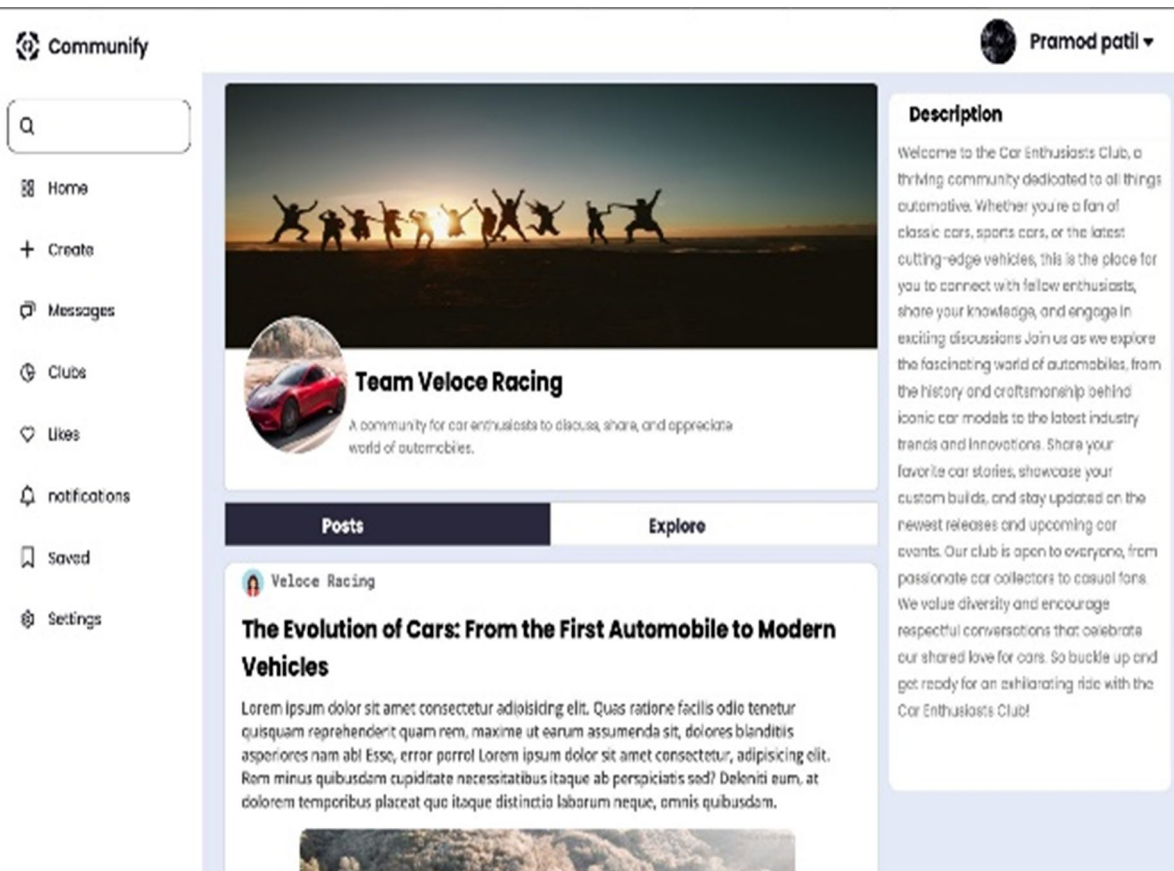 Communify
Pramod patil
Home
Create
Messages
Clubs
Likes
notifications
Saved
Settings
Team Veloce Racing
A community for car enthusiasts to discuss, share, and appreciate
world of automobiles.
Posts
Explore
Veloce Racing
The Evolution of Cars: From the First Automobile to Modern
Vehicles
Lorem ipsum dolor sit amet consectetur adipisicing elit. Quas ratione facilis odio tenetur
quisquam reprehenderit quam rem, maxime ut earum assumenda sit, dolores blanditiis
asperiores nam ab! Esse, error porro! Lorem ipsum dolor sit amet consectetur, adipisicing elit.
Rem minus quibusdam cupiditate necessitatibus itaque ab perspiciatis sed? Deleniti eum, at
dolorem temporibus placeat quo itaque distinctio laborum neque, omnis quibusdam.
Description
Welcome to the Car Enthusiasts Club, a
thriving community dedicated to all things
automotive. Whether you're a fan of
classic cars, sports cars, or the latest
cutting-edge vehicles, this is the place for
you to connect with fellow enthusiasts,
share your knowledge, and engage in
exciting discussions Join us as we explore
the fascinating world of automobiles, from
the history and craftsmanship behind
iconic car models to the latest industry
trends and innovations. Share your
favorite car stories, showcase your
custom builds, and stay updated on the
newest releases and upcoming car
events. Our club is open to everyone, from
passionate car collectors to casual fans.
We value diversity and encourage
respectful conversations that celebrate
our shared love for cars. So buckle up and
get ready for an exhilarating ride with the
Car Enthusiasts Club!